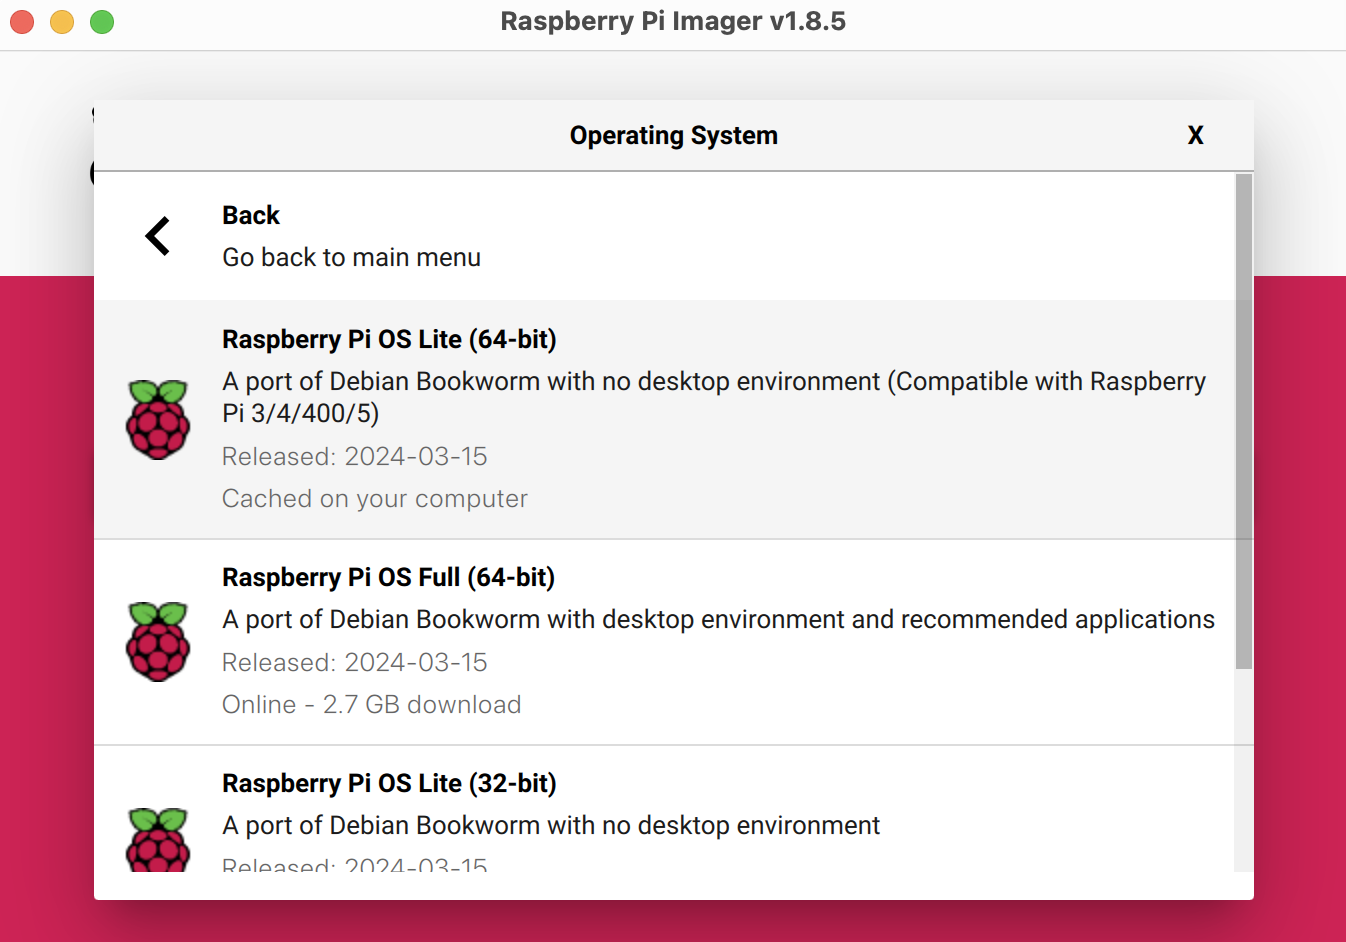 Raspberry Pi Imager v1.8.5
Operating System
X
Back
Go back to main menu
Raspberry Pi OS Lite (64-bit)
A port of Debian Bookworm with no desktop environment (Compatible with Raspberry
Pi 3/4/400/5)
Released: 2024-03-15
Cached on your computer
Raspberry Pi OS Full (64-bit)
A port of Debian Bookworm with desktop environment and recommended applications
Released: 2024-03-15
Online - 2.7 GB download
Raspberry Pi OS Lite (32-bit)
A port of Debian Bookworm with no desktop environment
Released: 2024-03-15